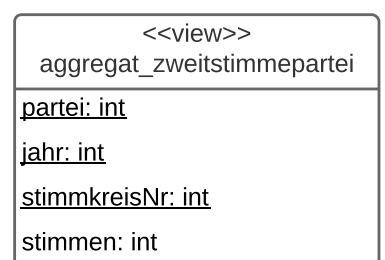 <<view>>
aggregat_zweitstimmepartei
partei: int
jahr: int
stimmkreisNr: int
stimmen: int